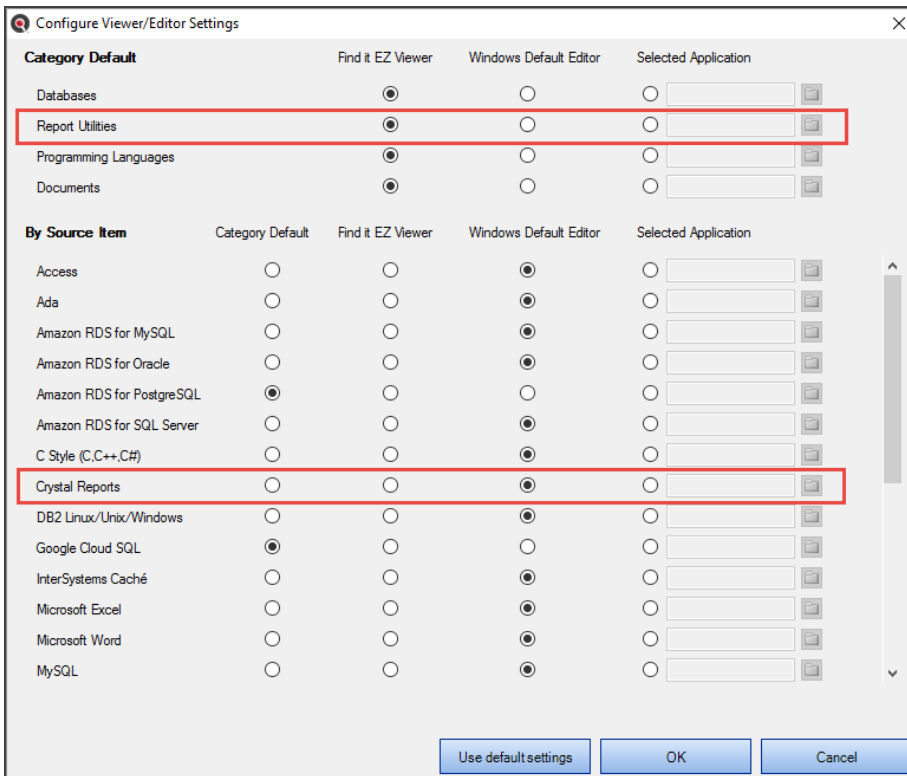 Configure Viewer/Editor Settings
Category Default Find it EZ Viewer Windows Default Editor Selected Application
Databases
Report Utilities
Programming Languages
Documents
By Source Item Category Default Find it EZ Viewer Windows Default Editor Selected Application
Access
Ada
Amazon RDS for MySQL
Amazon RDS for Oracle
Amazon RDS for PostgreSQL
Amazon RDS for SQL Server
C Style (C,C++,C#)
Crystal Reports
DB2 Linux/Unix/Windows
Google Cloud SQL
InterSystems Caché
Microsoft Excel
Microsoft Word
MySQL
Use default settings OK Cancel